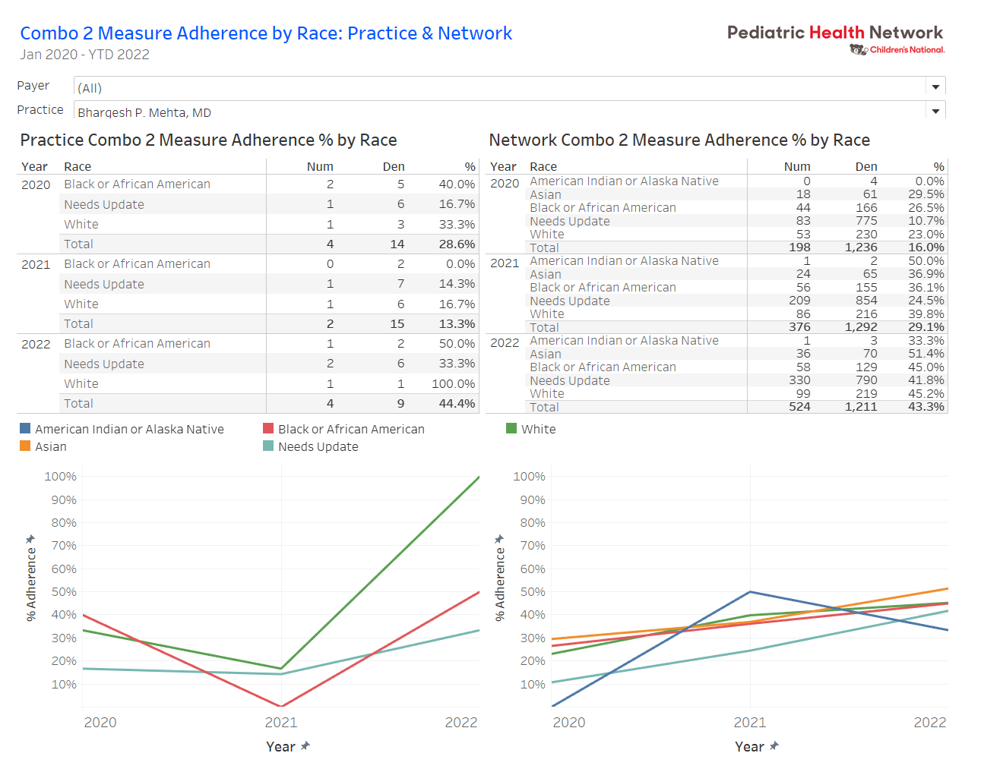 Combo 2 Measure Adherence by Race: Practice & Network
Jan 2020 - YTD 2022
Pediatric Health Network
Children's National.
Payer (All)
Practice Bhargesh P. Mehta, MD
Practice Combo 2 Measure Adherence % by Race
Year Race Num Den %
2020 Black or African American 2 5 40.0%
Needs Update 1 6 16.7%
White 1 3 33.3%
Total 4 14 28.6%
2021 Black or African American 0 2 0.0%
Needs Update 1 7 14.3%
White 1 6 16.7%
Total 2 15 13.3%
2022 Black or African American 1 2 50.0%
Needs Update 2 6 33.3%
White 1 1 100.0%
Total 4 9 44.4%
Network Combo 2 Measure Adherence % by Race
Year Race Num Den %
2020 American Indian or Alaska Native 0 4 0.0%
Asian 18 61 29.5%
Black or African American 44 166 26.5%
Needs Update 83 775 10.7%
White 53 230 23.0%
Total 198 1,236 16.0%
2021 American Indian or Alaska Native 1 2 50.0%
Asian 24 65 36.9%
Black or African American 56 155 36.1%
Needs Update 209 854 24.5%
White 86 216 39.8%
Total 376 1,292 29.1%
2022 American Indian or Alaska Native 1 3 33.3%
Asian 36 70 51.4%
Black or African American 58 129 45.0%
Needs Update 330 790 41.8%
White 99 219 45.2%
Total 524 1,211 43.3%
American Indian or Alaska Native Black or African American White
Asian Needs Update
100%
90%
80%
70%
60%
50%
40%
30%
20%
10%
% Adherence
2020 2021 2022
Year
100%
90%
80%
70%
60%
50%
40%
30%
20%
10%
% Adherence
2020 2021 2022
Year